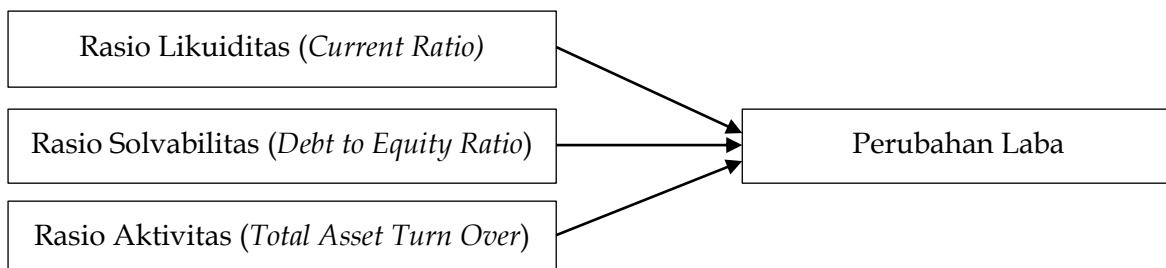 Rasio Likuiditas (Current Ratio)
Rasio Solvabilitas (Debt to Equity Ratio)
Perubahan Laba
Rasio Aktivitas (Total Asset Turn Over)